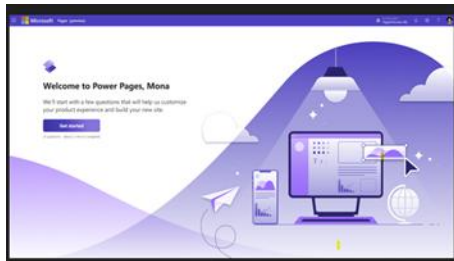 Microsoft Pages (preview)
Welcome to Power Pages, Mona
We'll start with a few questions that will help us customize
your product experience and build your new site.
Get started